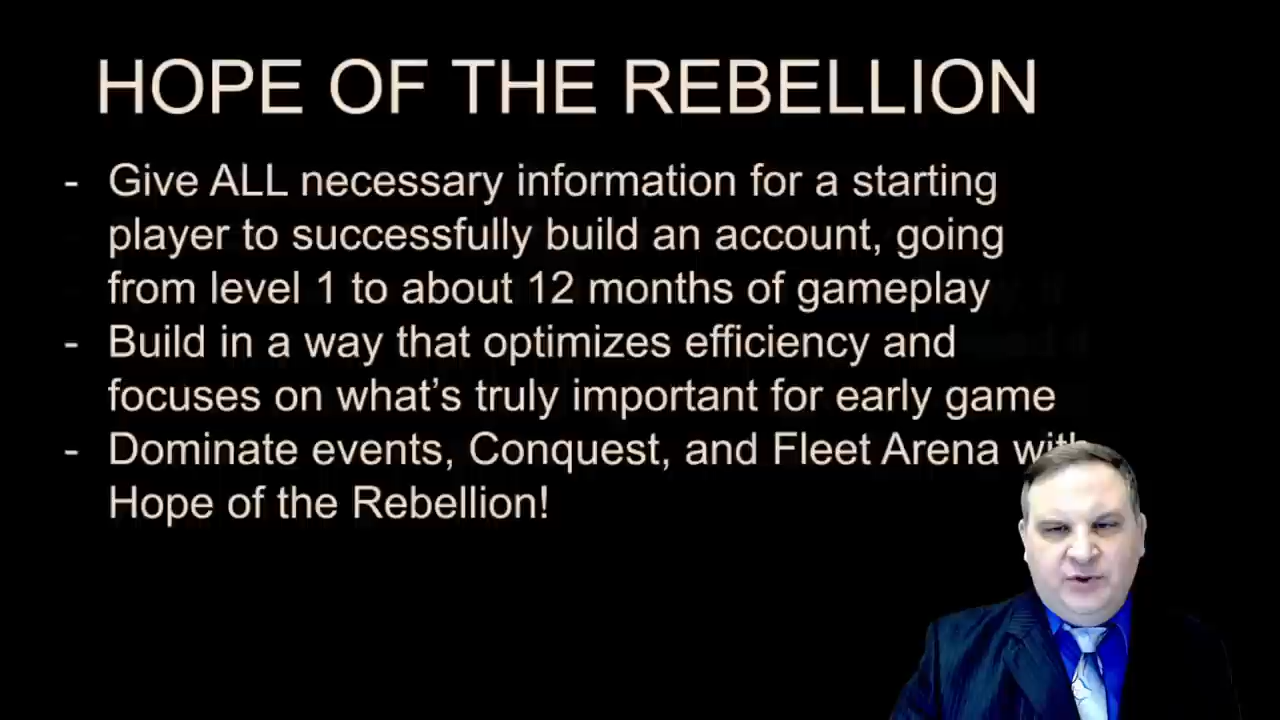 HOPE OF THE REBELLION
- Give ALL necessary information for a starting
player to successfully build an account, going
from level 1 to about 12 months of gameplay
- Build in a way that optimizes efficiency and
focuses on what's truly important for early game
- Dominate events, Conquest, and Fleet Arena with
Hope of the Rebellion!